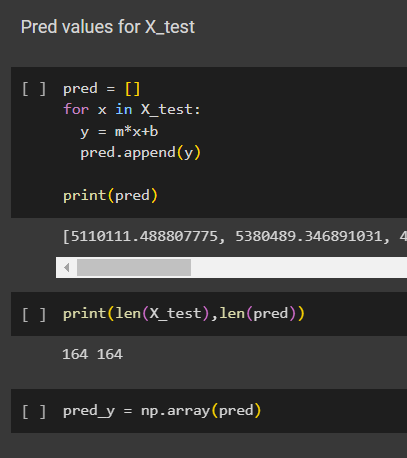 Pred values for X_test
[ ] pred = []
for x in X_test:
  y = m*x+b
  pred.append(y)
print(pred)
[5110111.488807775, 5380489.346891031, 4
[ ] print(len(X_test),len(pred))
164 164
[ ] pred_y = np.array(pred)